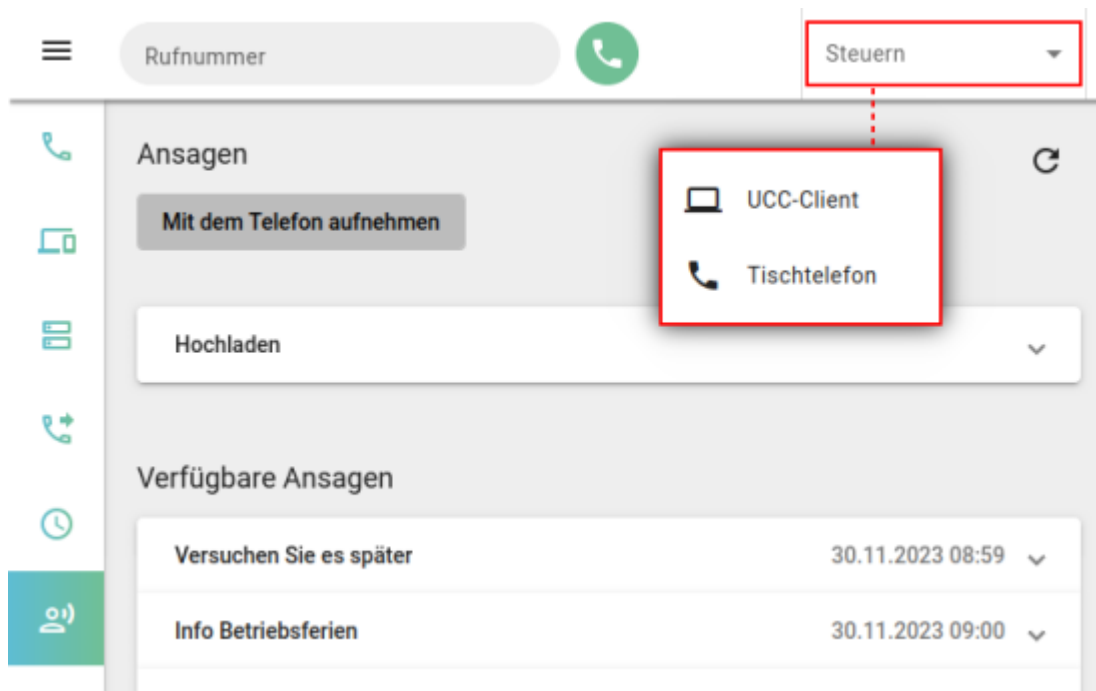 Rufnummer
Steuern
Ansagen
UCC-Client
Mit dem Telefon aufnehmen
Tischtelefon
Hochladen
Verfügbare Ansagen
Versuchen Sie es später 30.11.2023 08:59
Info Betriebsferien 30.11.2023 09:00